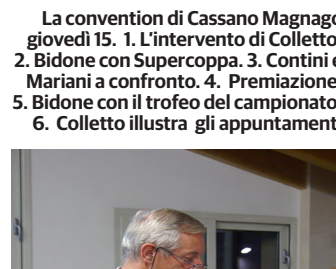 La convention di Cassano Magnago
giovedì 15. 1. L'intervento di Colletto
2. Bidone con Supercoppa. 3. Contini e
Mariani a confronto. 4. Premiazione
5. Bidone con il trofeo del campionato
6. Colletto illustra gli appuntament